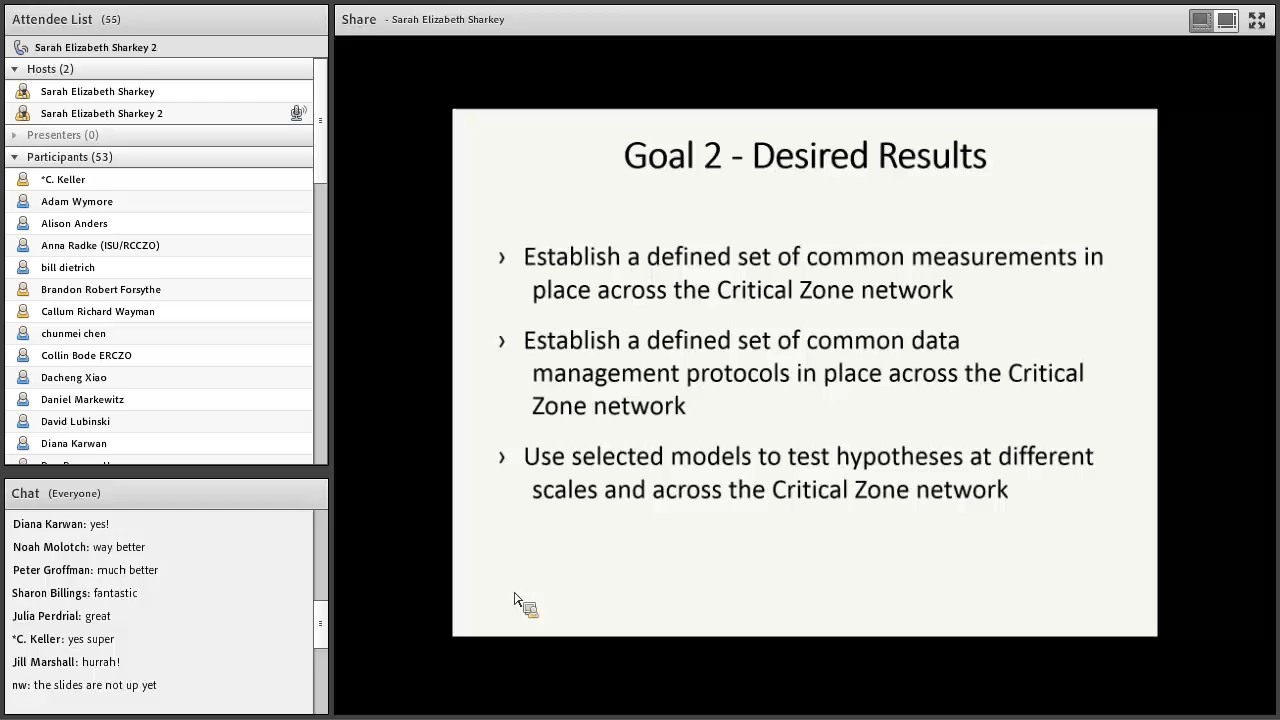 Attendee List (55)
Sarah Elizabeth Sharkey 2
Hosts (2)
Sarah Elizabeth Sharkey
Sarah Elizabeth Sharkey 2
Presenters (0)
Participants (53)
*C. Keller
Adam Wymore
Alison Anders
Anna Radke (ISU/RCCZO)
bill dietrich
Brandon Robert Forsythe
Callum Richard Wayman
chunmei chen
Collin Bode ERCZO
Dacheng Xiao
Daniel Markewitz
David Lubinski
Diana Karwan
Chat (Everyone)
Diana Karwan: yes!
Noah Molotch: way better
Peter Groffman: much better
Sharon Billings: fantastic
Julia Perdrial: great
*C. Keller: yes super
Jill Marshall: hurrah!
nw: the slides are not up yet
Share - Sarah Elizabeth Sharkey
Goal 2 - Desired Results
› Establish a defined set of common measurements in
place across the Critical Zone network
› Establish a defined set of common data
management protocols in place across the Critical
Zone network
› Use selected models to test hypotheses at different
scales and across the Critical Zone network